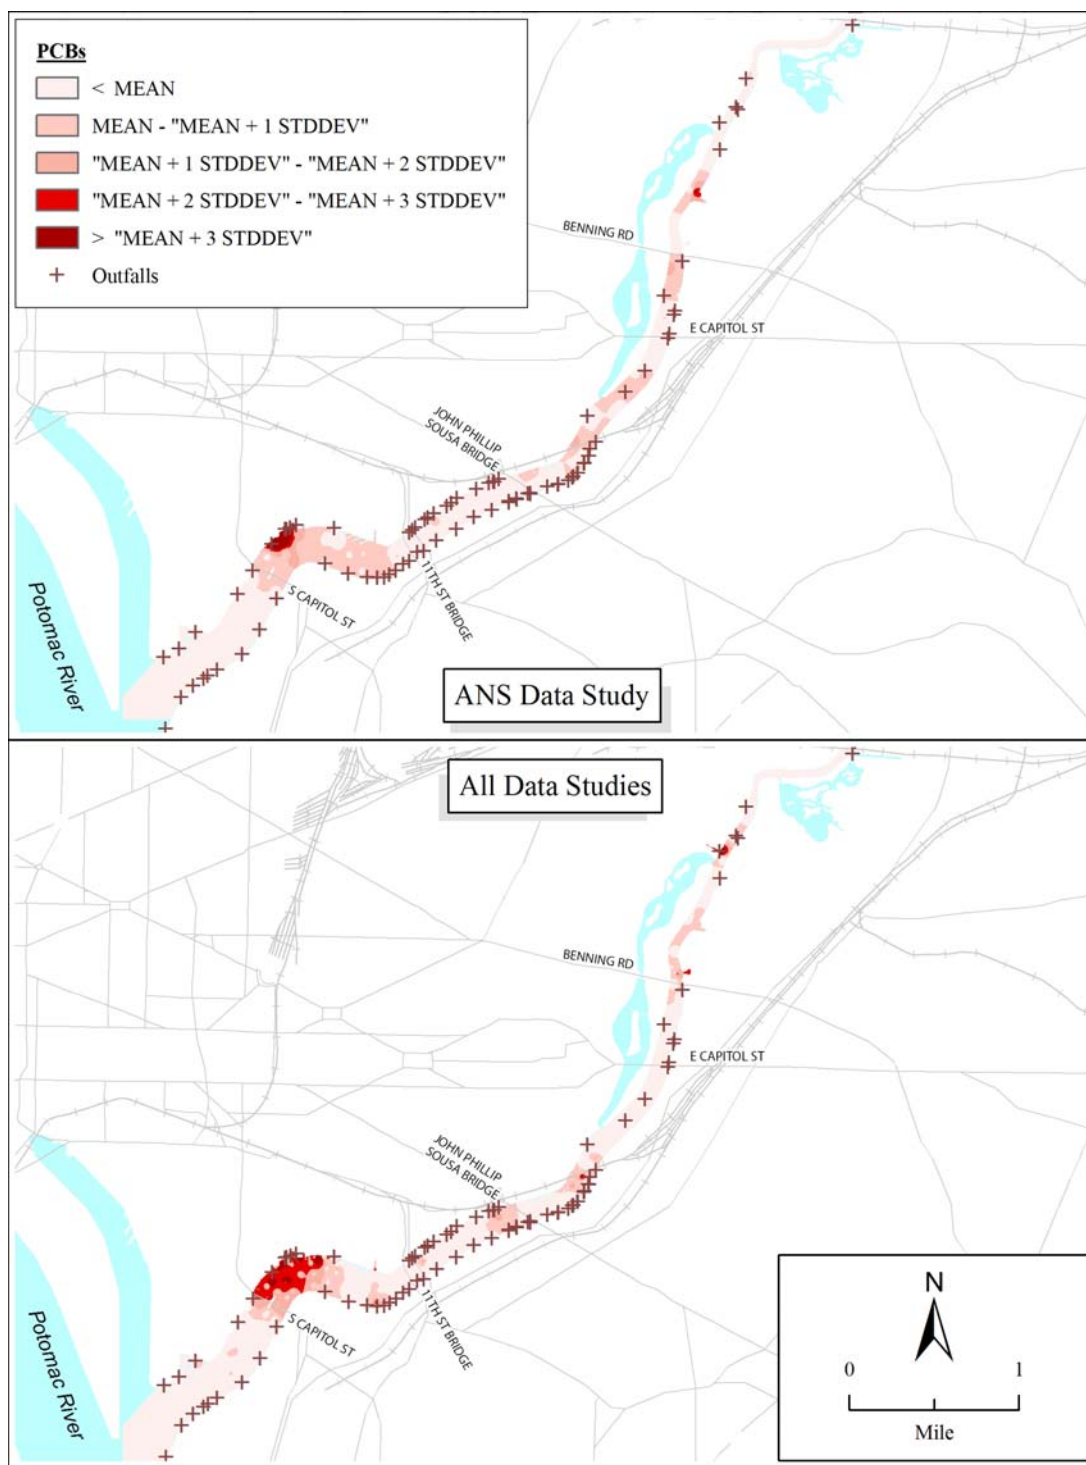 PCBs
< MEAN
MEAN - "MEAN + 1 STDDEV"
"MEAN + 1 STDDEV" - "MEAN + 2 STDDEV"
"MEAN + 2 STDDEV" - "MEAN + 3 STDDEV"
> "MEAN + 3 STDDEV"
Outfalls
BENNING RD
E CAPITOL ST
JOHN PHILLIP
SOUSA BRIDGE
11TH ST BRIDGE
S CAPITOL ST
Potomac River
ANS Data Study
All Data Studies
BENNING RD
E CAPITOL ST
JOHN PHILLIP
SOUSA BRIDGE
11TH ST BRIDGE
S CAPITOL ST
Potomac River
N
0 1
Mile